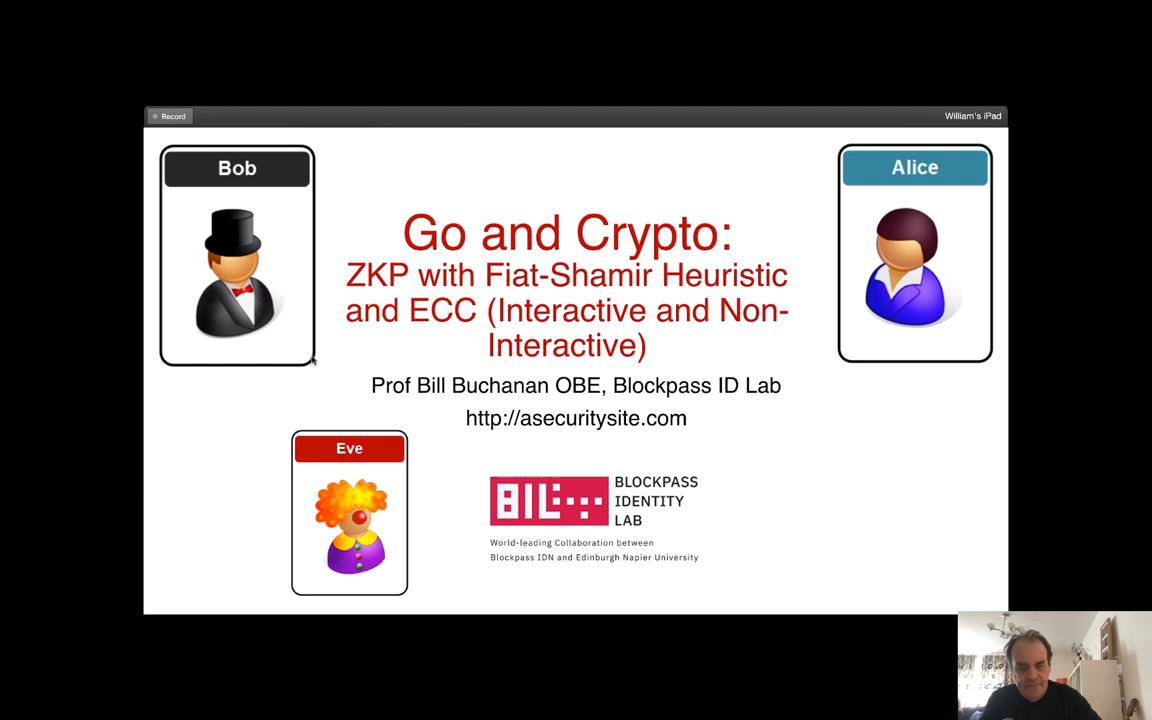 Record
William's iPad
Bob
Alice
Go and Crypto:
ZKP with Fiat-Shamir Heuristic
and ECC (Interactive and Non-
Interactive)
Prof Bill Buchanan OBE, Blockpass ID Lab
http://asecuritysite.com
Eve
BIL
BLOCKPASS
IDENTITY
LAB
World-leading Collaboration between
Blockpass IDN and Edinburgh Napier University